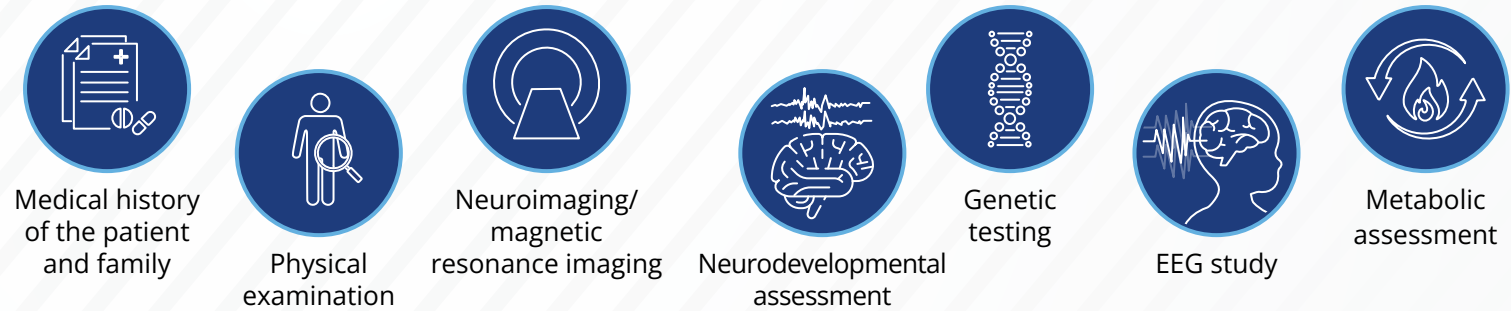 Medical history
of the patient
and family
Physical
examination
Neuroimaging/
magnetic
resonance imaging
Neurodevelopmental
assessment
Genetic
testing
EEG study
Metabolic
assessment